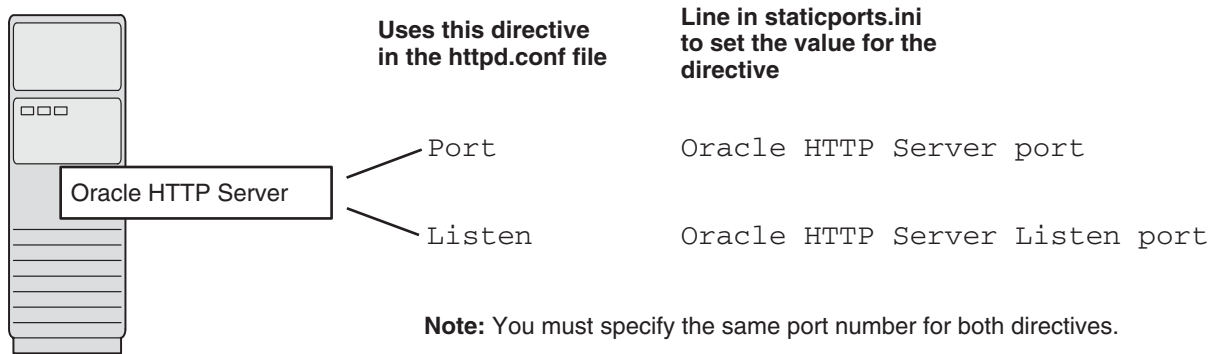 Uses this directive
in the httpd.conf file
Line in staticports.ini
to set the value for the
directive
Oracle HTTP Server
Port
Oracle HTTP Server port
Listen
Oracle HTTP Server Listen port
Note: You must specify the same port number for both directives.